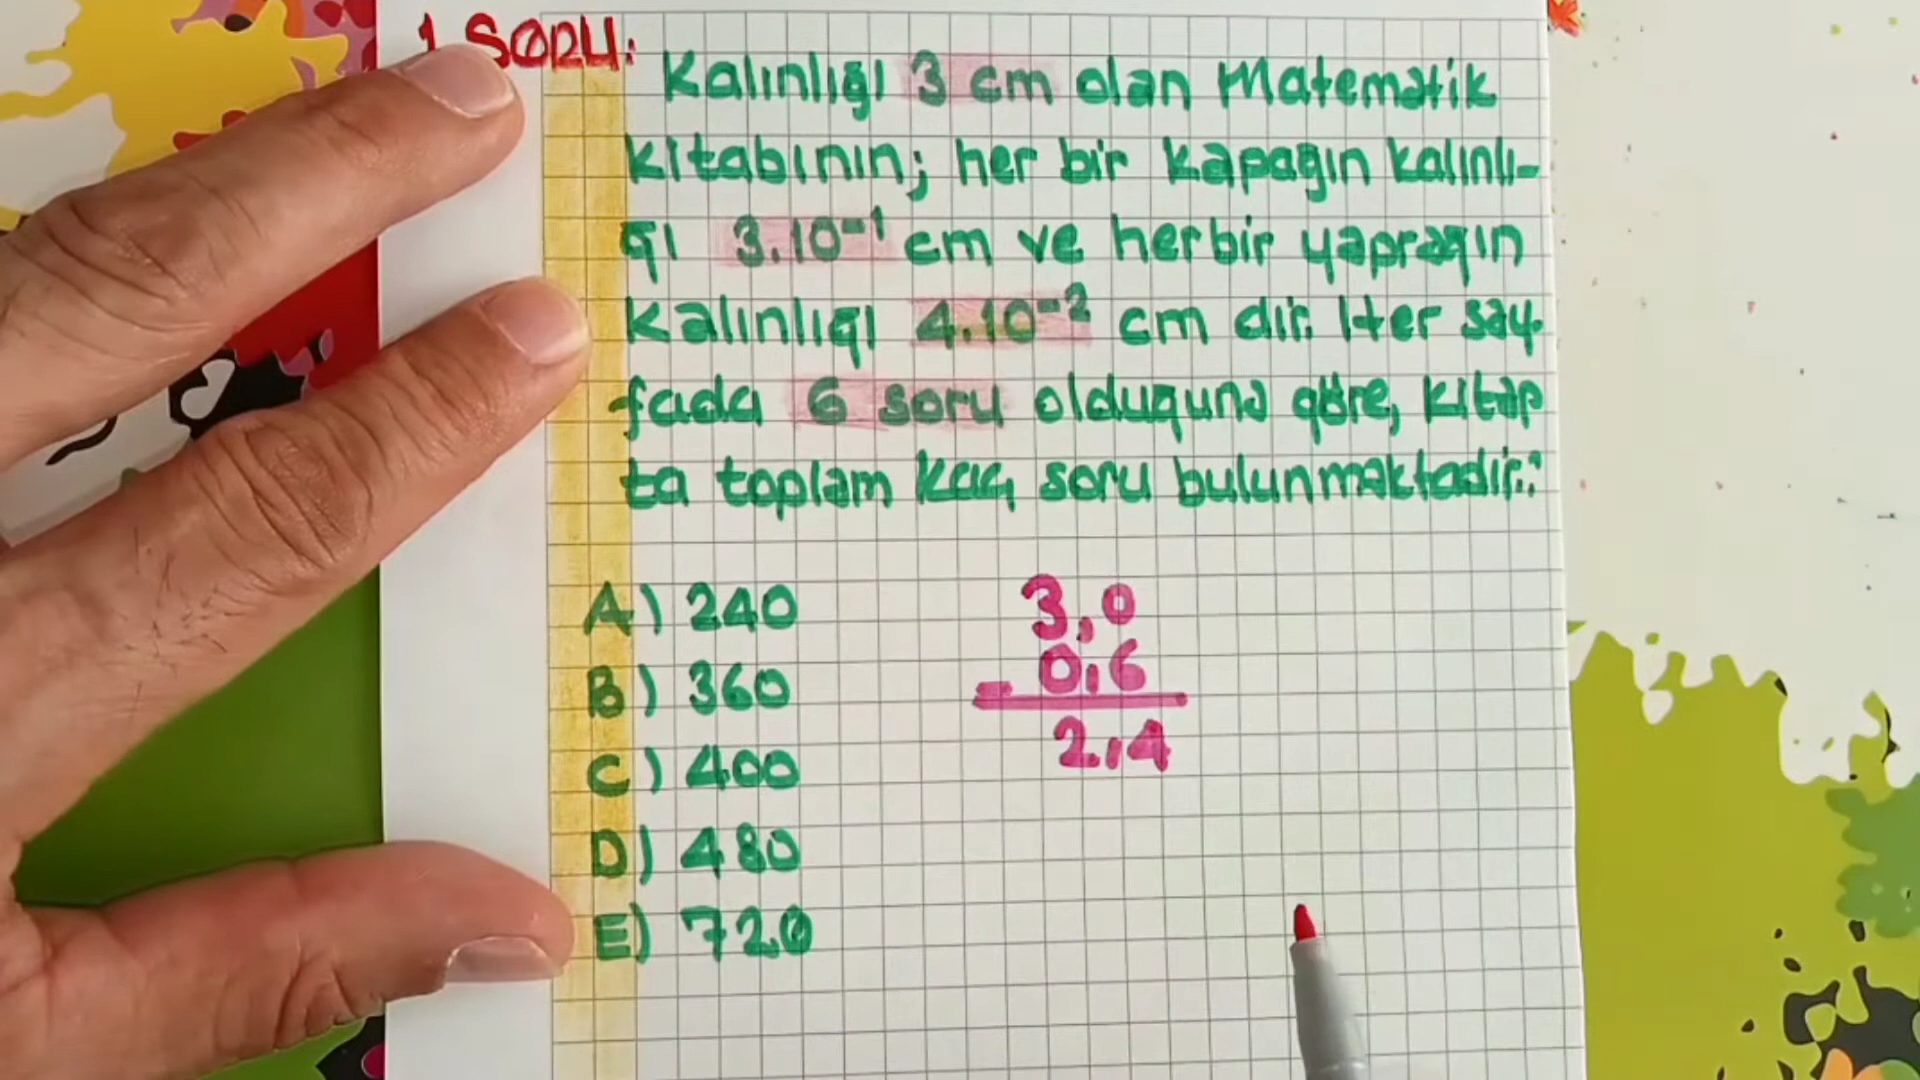 1 SORU:
Kalınlığı 3 cm olan Matematik
kitabının; her bir kapağın kalınlı-
ğı 3.10⁻¹ cm ve herbir yaprağın
kalınlığı 4.10⁻² cm dir. Her say-
fada 6 soru olduğuna göre, kitap
ta toplam kaç soru bulunmaktadır?
A) 240
B) 360
C) 400
D) 480
E) 720
3,0
- 0,6
2,4